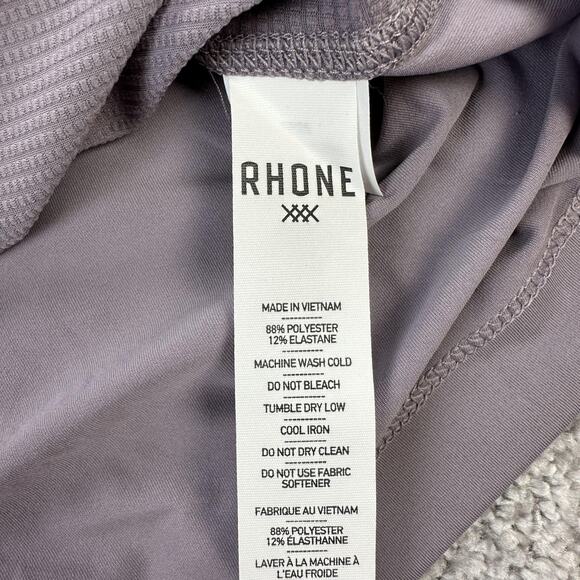 RHONE
MADE IN VIETNAM
88% POLYESTER
12% ELASTANE
MACHINE WASH COLD
DO NOT BLEACH
TUMBLE DRY LOW
COOL IRON
DO NOT DRY CLEAN
DO NOT USE FABRIC
SOFTENER
FABRIQUE AU VIETNAM
88% POLYESTER
12% ÉLASTHANNE
LAVER À LA MACHINE À
L'EAU FROIDE